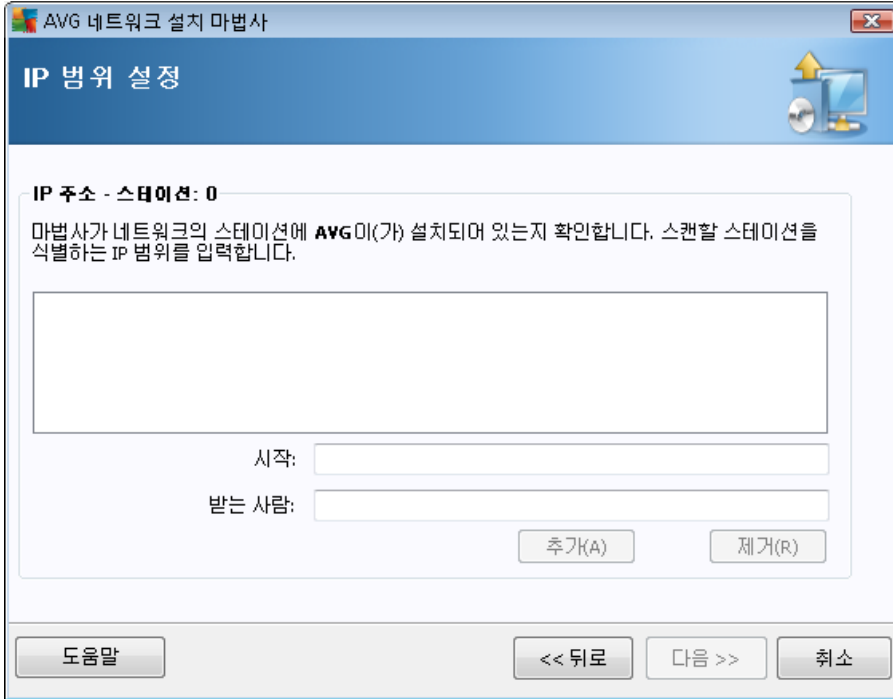 AVG 네트워크 설치 마법사
IP 범위 설정
IP 주소 - 스테이션: 0
마법사가 네트워크의 스테이션에 AVG이(가) 설치되어 있는지 확인합니다. 스캔할 스테이션을
식별하는 IP 범위를 입력합니다.
시작:
받는 사람:
추가(A) 제거(R)
도움말 << 뒤로 다음 >> 취소